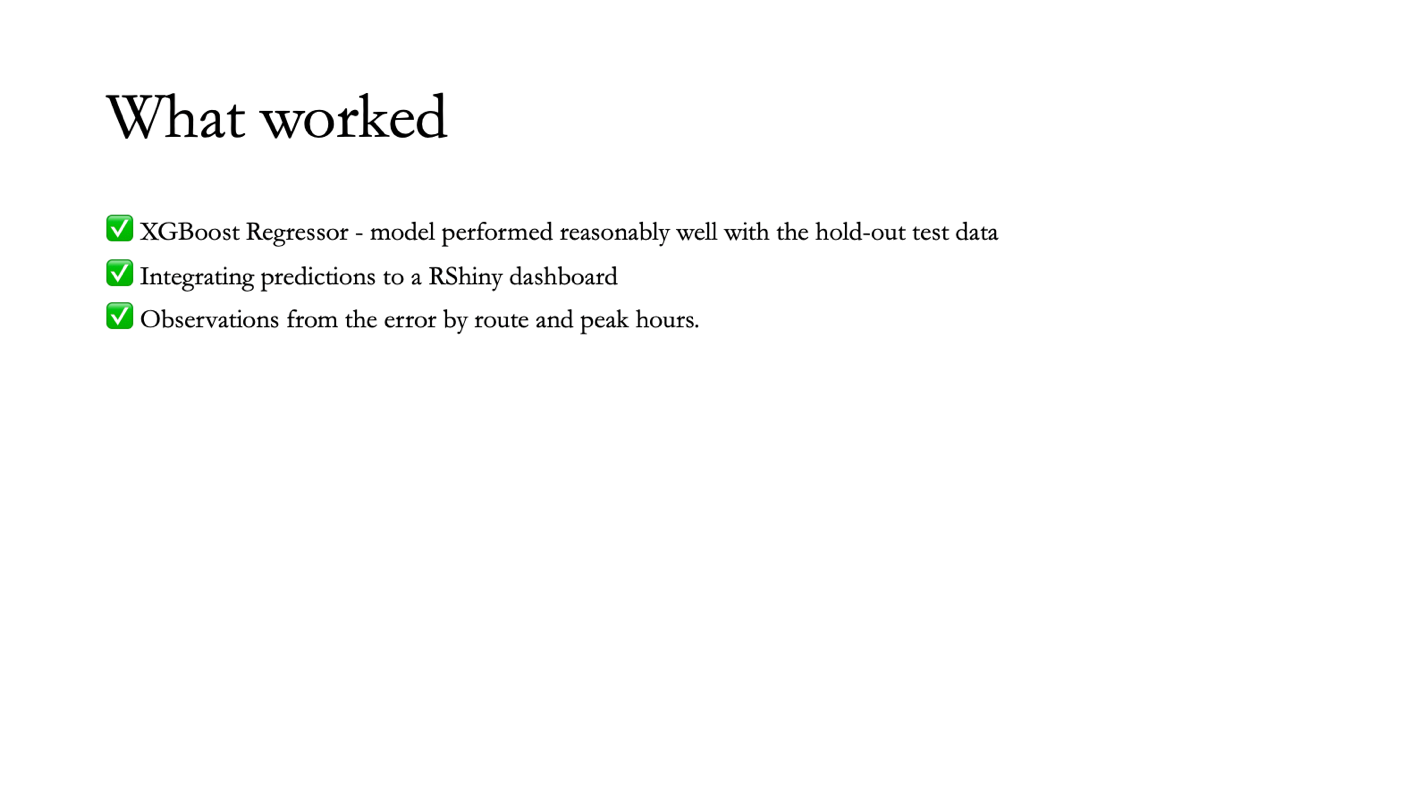 What worked
✅ XGBoost Regressor - model performed reasonably well with the hold-out test data
✅ Integrating predictions to a RShiny dashboard
✅ Observations from the error by route and peak hours.